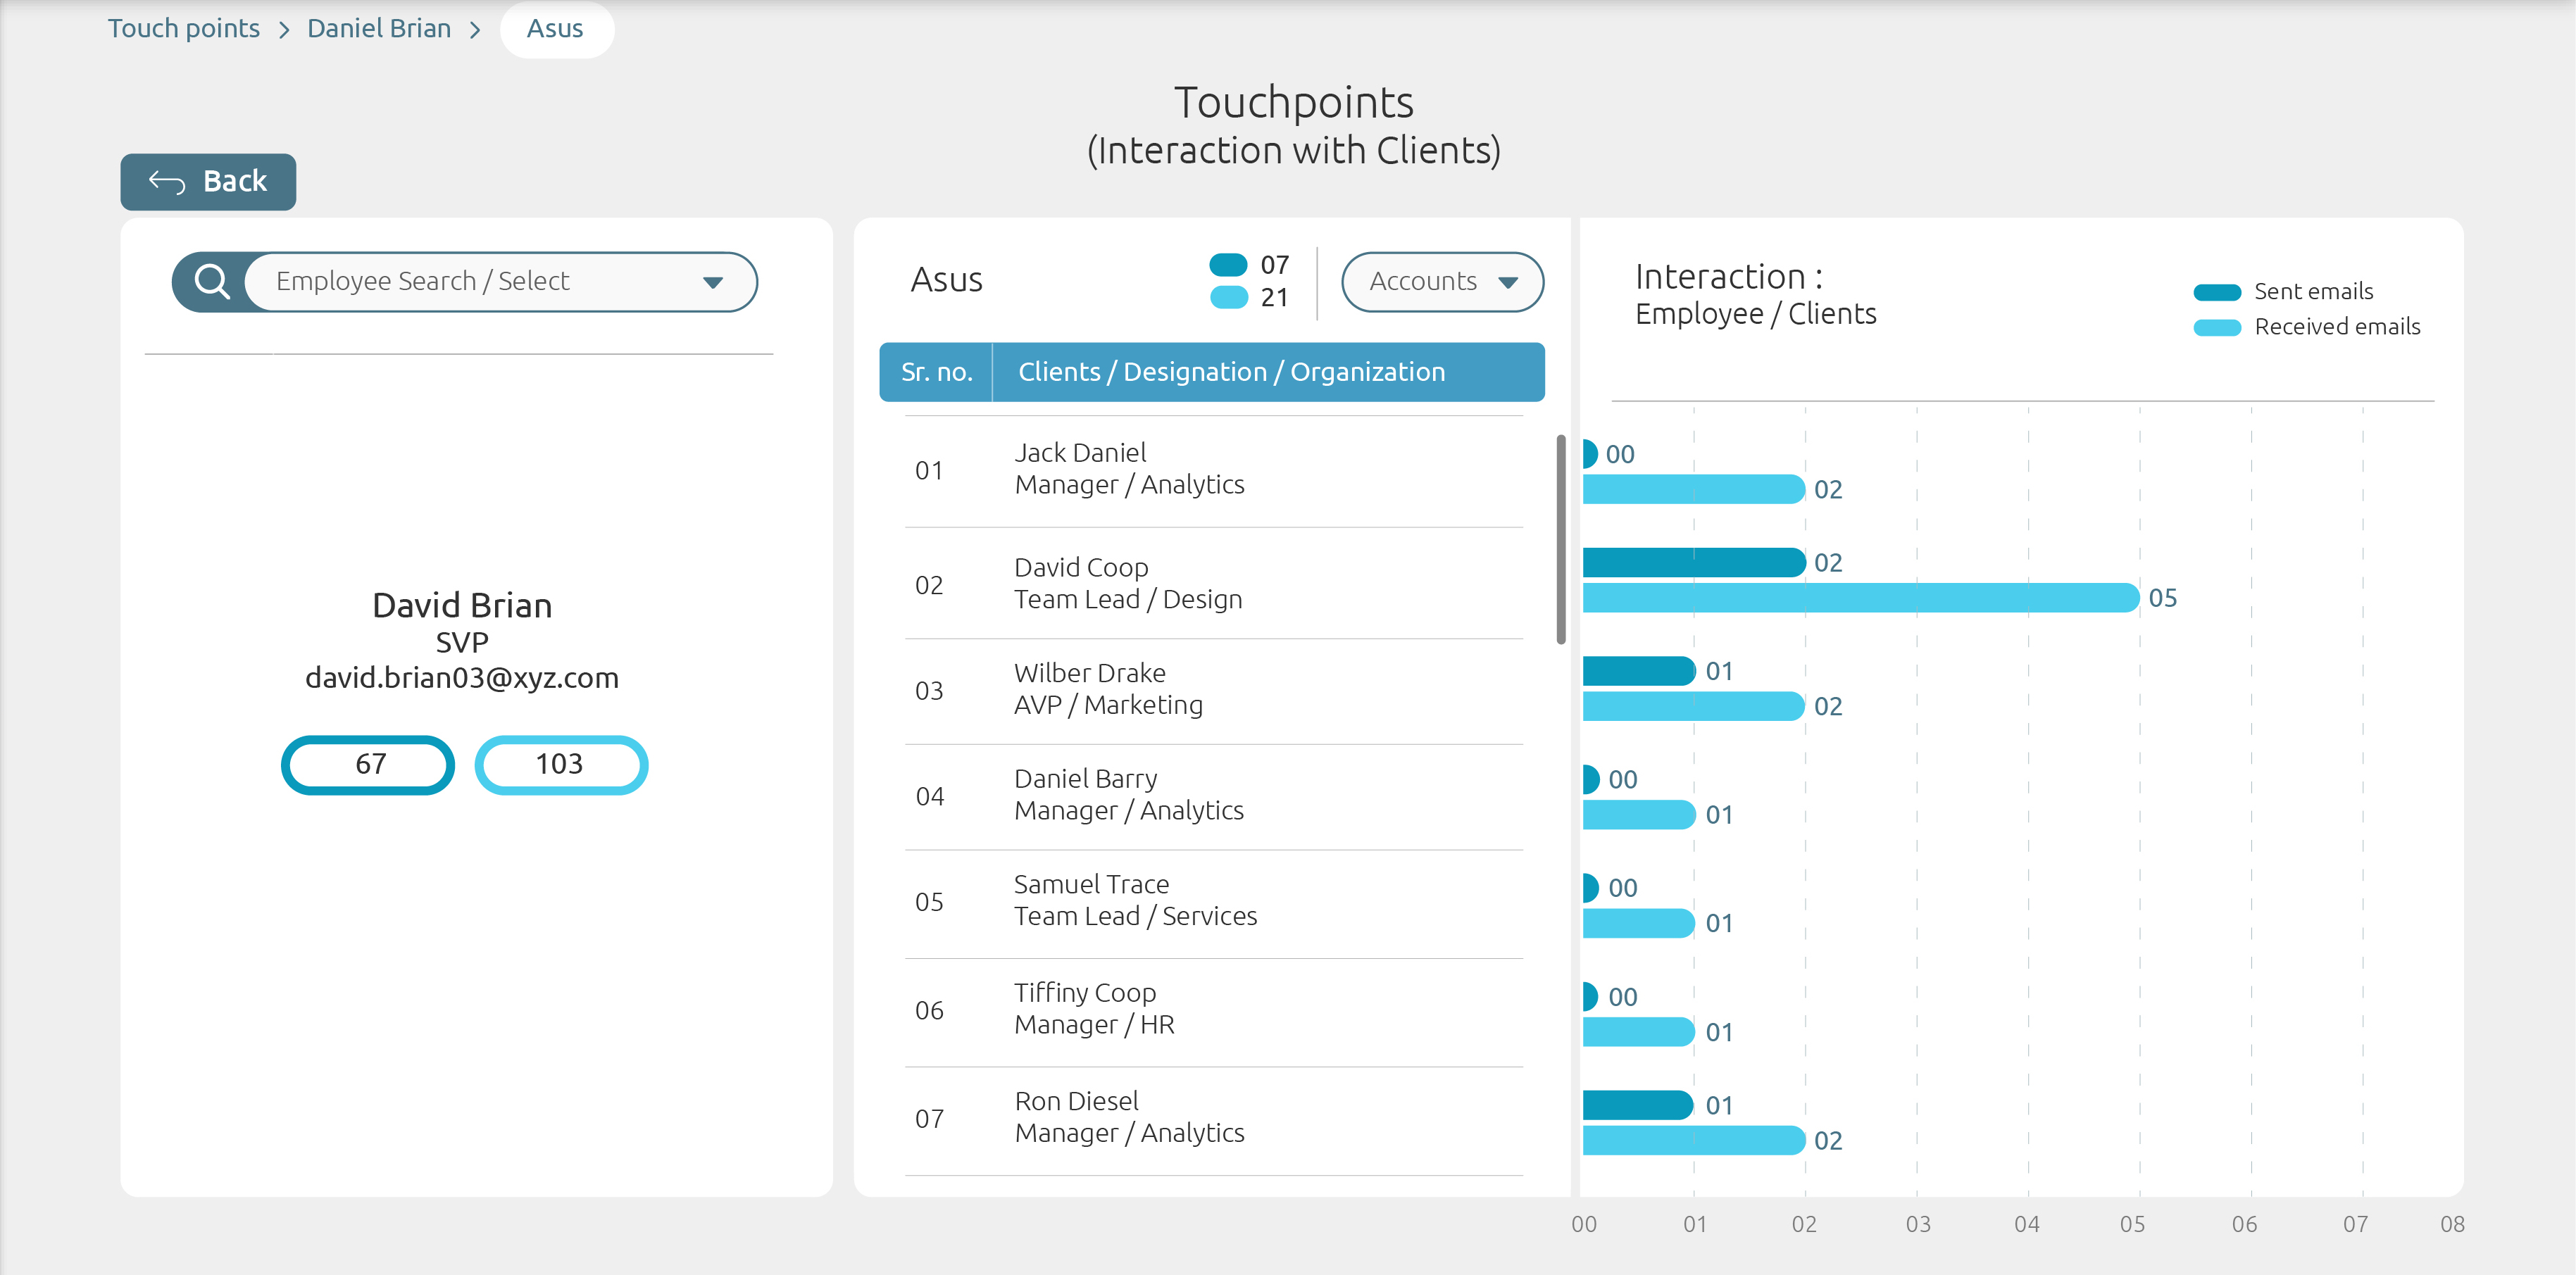 Touch points > Daniel Brian > Asus
Touchpoints
(Interaction with Clients)
Back
Employee Search / Select
David Brian
SVP
david.brian03@xyz.com
67 103
Asus
07
21
Accounts
Sr. no. Clients / Designation / Organization
01
Jack Daniel
Manager / Analytics
02
David Coop
Team Lead / Design
03
Wilber Drake
AVP / Marketing
04
Daniel Barry
Manager / Analytics
05
Samuel Trace
Team Lead / Services
06
Tiffiny Coop
Manager / HR
07
Ron Diesel
Manager / Analytics
Interaction :
Employee / Clients
Sent emails
Received emails
00
02
02
05
01
02
00
01
00
01
00
01
01
02
00 01 02 03 04 05 06 07 08